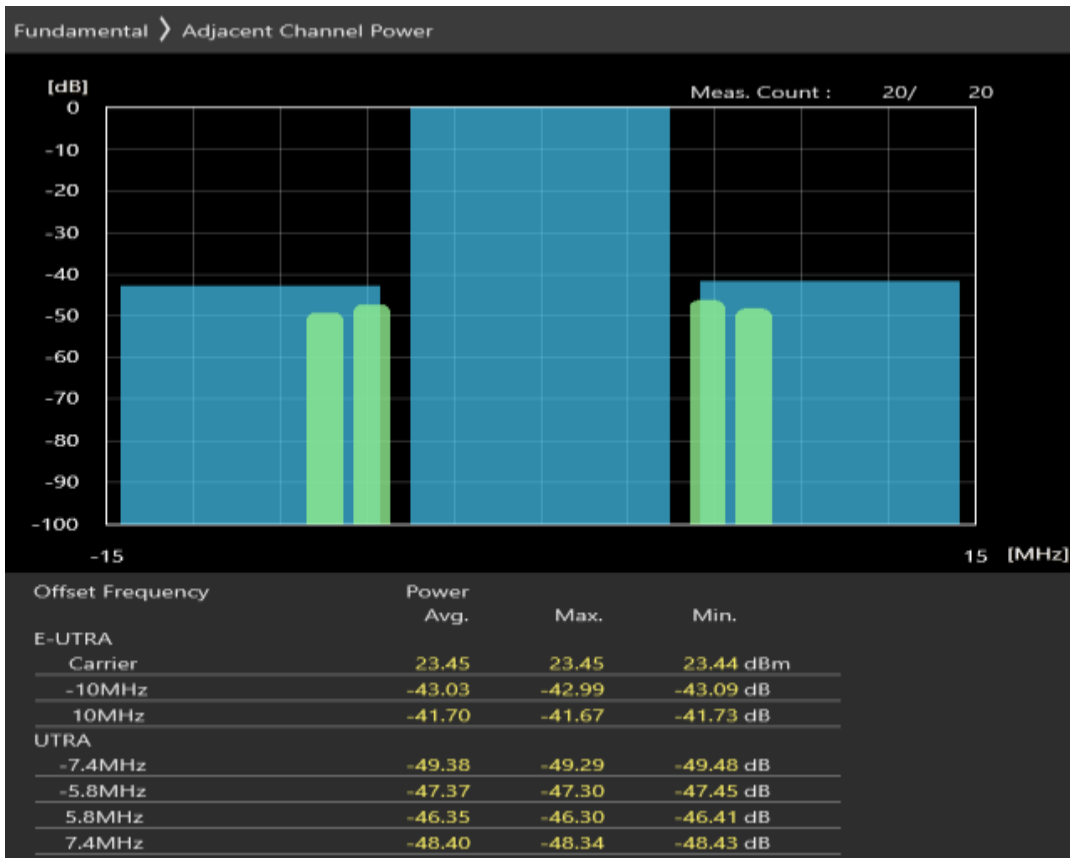 Fundamental ❯ Adjacent Channel Power
[dB]
Meas. Count : 20/ 20
0
-10
-20
-30
-40
-50
-60
-70
-80
-90
-100
-15 15 [MHz]
Offset Frequency Power
Avg. Max. Min.
E-UTRA
Carrier 23.45 23.45 23.44 dBm
-10MHz -43.03 -42.99 -43.09 dB
10MHz -41.70 -41.67 -41.73 dB
UTRA
-7.4MHz -49.38 -49.29 -49.48 dB
-5.8MHz -47.37 -47.30 -47.45 dB
5.8MHz -46.35 -46.30 -46.41 dB
7.4MHz -48.40 -48.34 -48.43 dB